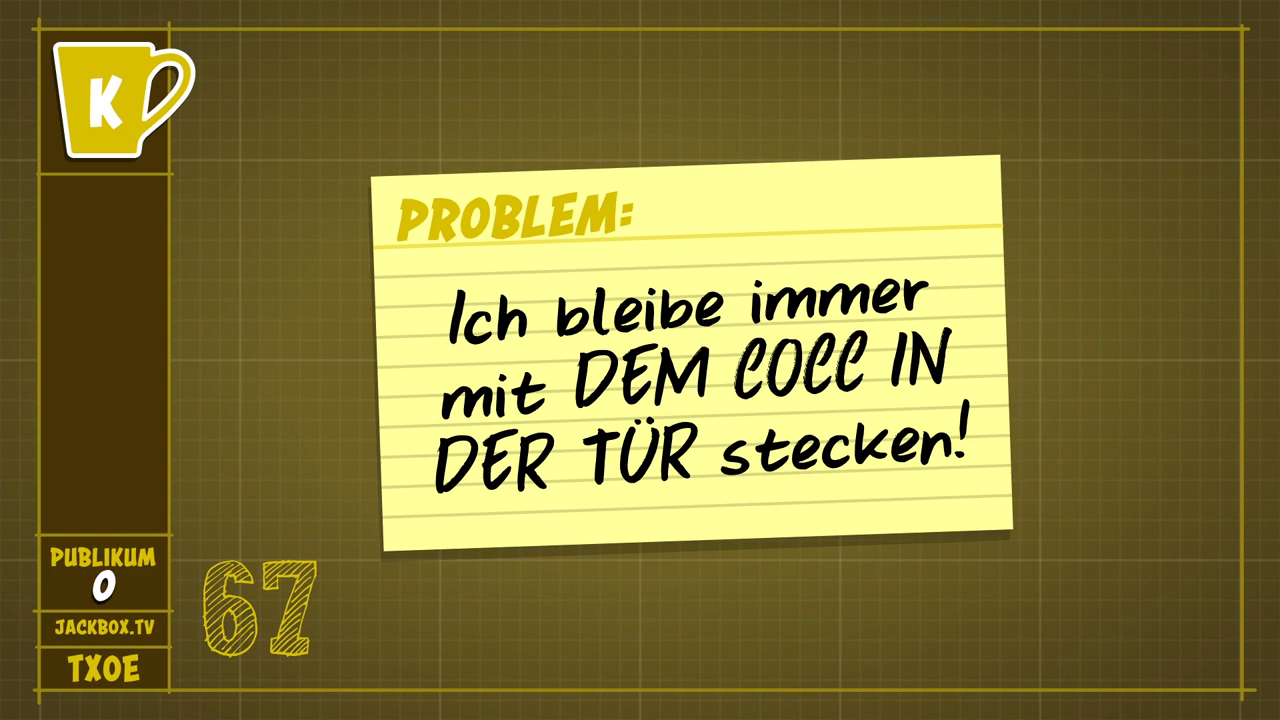 K
PROBLEM:
Ich bleibe immer
mit DEM COCC IN
DER TÜR stecken!
PUBLIKUM
0
JACKBOX.TV
TXOE
67